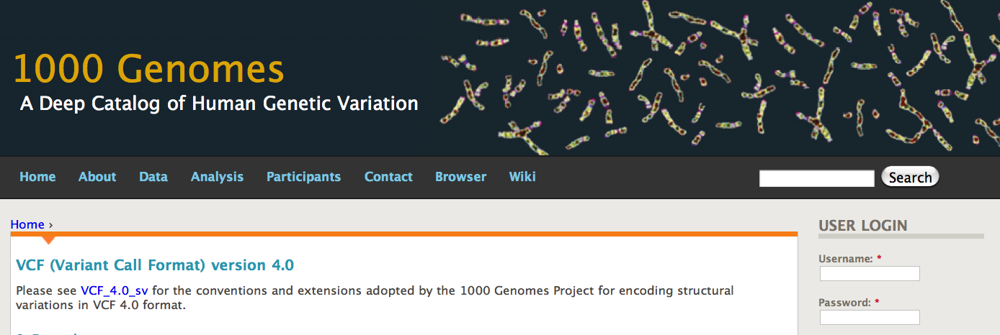 1000 Genomes
A Deep Catalog of Human Genetic Variation
Home About Data Analysis Participants Contact Browser Wiki Search
Home ›
USER LOGIN
VCF (Variant Call Format) version 4.0
Please see VCF_4.0_sv for the conventions and extensions adopted by the 1000 Genomes Project for encoding structural
variations in VCF 4.0 format.
Username: *
Password: *